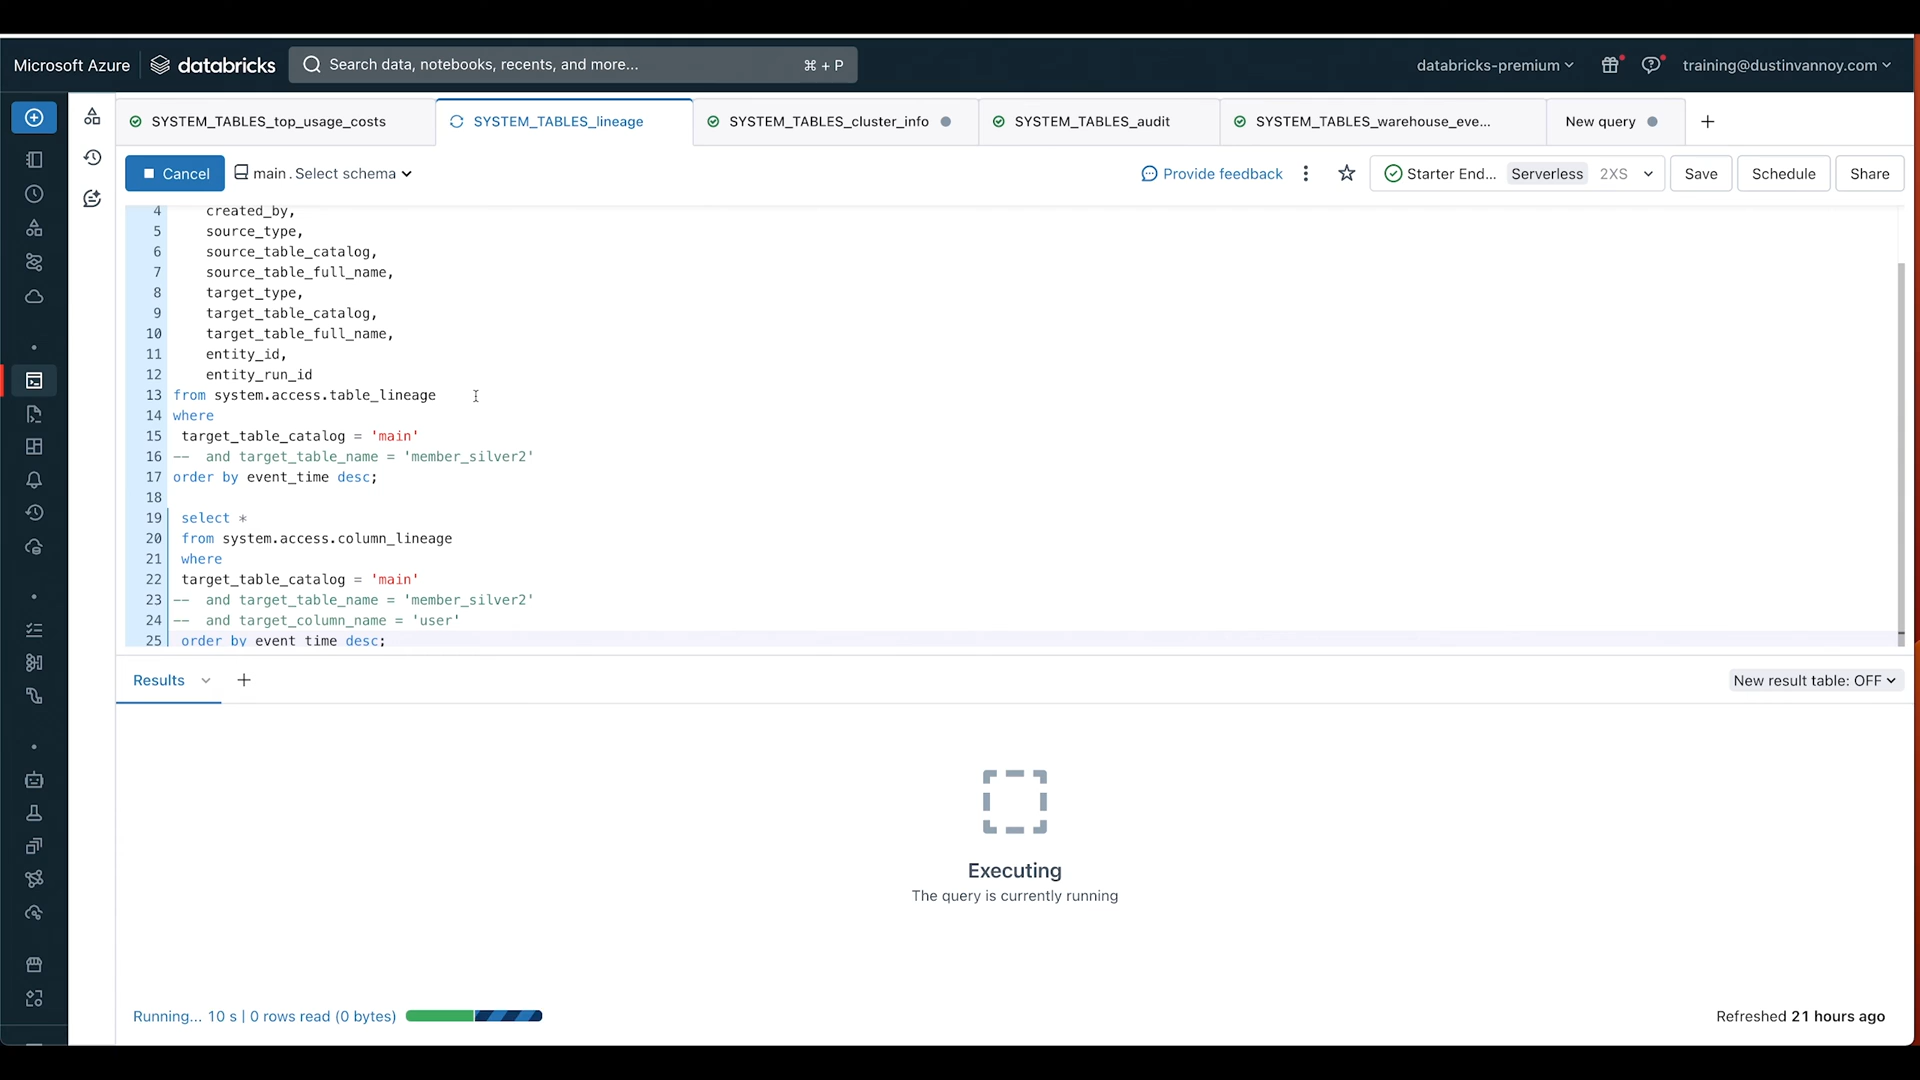 Microsoft Azure databricks Search data, notebooks, recents, and more... ⌘ + P databricks-premium training@dustinvannoy.com
SYSTEM_TABLES_top_usage_costs SYSTEM_TABLES_lineage SYSTEM_TABLES_cluster_info SYSTEM_TABLES_audit SYSTEM_TABLES_warehouse_eve... New query
Cancel main . Select schema Provide feedback Starter End... Serverless 2XS Save Schedule Share
4 created_by,
5 source_type,
6 source_table_catalog,
7 source_table_full_name,
8 target_type,
9 target_table_catalog,
10 target_table_full_name,
11 entity_id,
12 entity_run_id
13 from system.access.table_lineage
14 where
15 target_table_catalog = 'main'
16 -- and target_table_name = 'member_silver2'
17 order by event_time desc;
18
19 select *
20 from system.access.column_lineage
21 where
22 target_table_catalog = 'main'
23 -- and target_table_name = 'member_silver2'
24 -- and target_column_name = 'user'
25 order by event_time desc;
Results New result table: OFF
Executing
The query is currently running
Running... 10 s | 0 rows read (0 bytes) Refreshed 21 hours ago